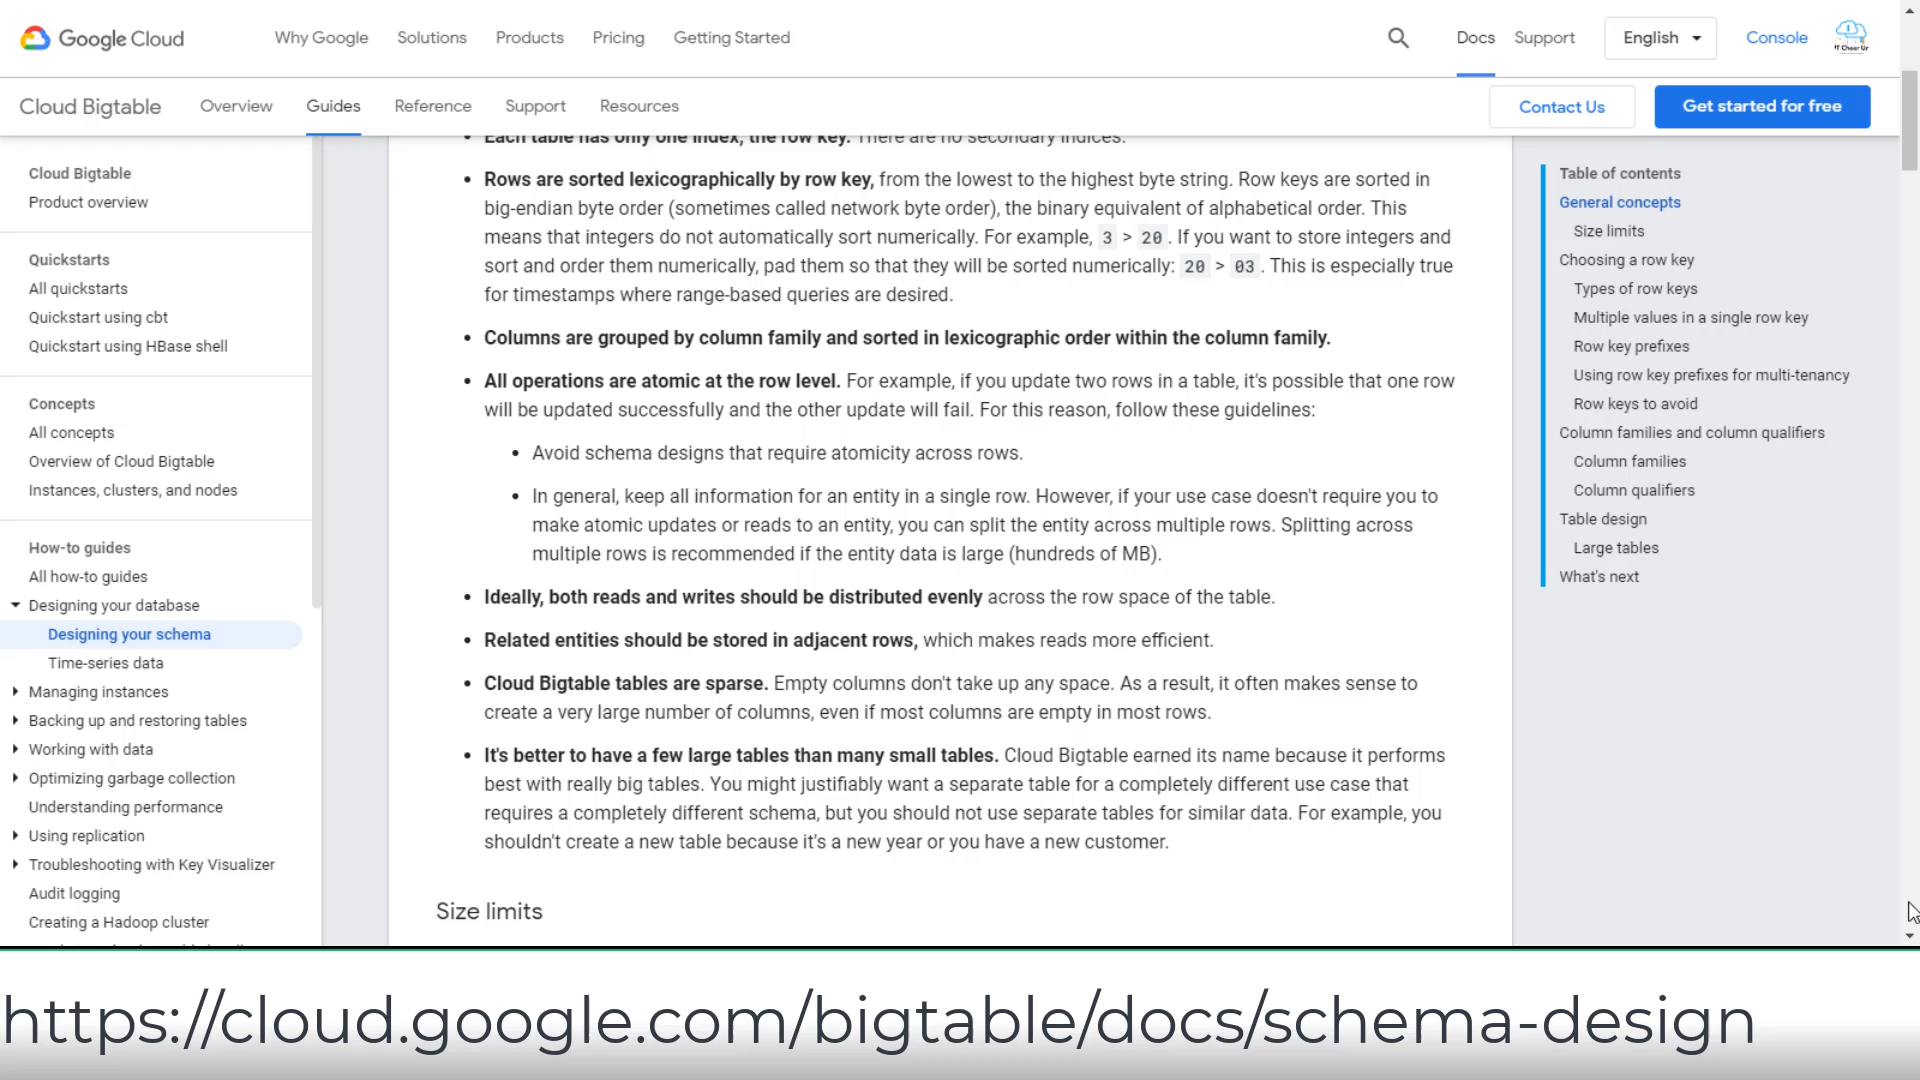 Google Cloud
Why Google
Solutions
Products
Pricing
Getting Started
Docs
Support
English
Console
IT Cheer Up
Cloud Bigtable
Overview
Guides
Reference
Support
Resources
Contact Us
Get started for free
Cloud Bigtable
Product overview
Quickstarts
All quickstarts
Quickstart using cbt
Quickstart using HBase shell
Concepts
All concepts
Overview of Cloud Bigtable
Instances, clusters, and nodes
How-to guides
All how-to guides
Designing your database
Designing your schema
Time-series data
Managing instances
Backing up and restoring tables
Working with data
Optimizing garbage collection
Understanding performance
Using replication
Troubleshooting with Key Visualizer
Audit logging
Creating a Hadoop cluster
• Each table has only one index, the row key. There are no secondary indices.
• Rows are sorted lexicographically by row key, from the lowest to the highest byte string. Row keys are sorted in
big-endian byte order (sometimes called network byte order), the binary equivalent of alphabetical order. This
means that integers do not automatically sort numerically. For example, 3 > 20. If you want to store integers and
sort and order them numerically, pad them so that they will be sorted numerically: 20 > 03. This is especially true
for timestamps where range-based queries are desired.
• Columns are grouped by column family and sorted in lexicographic order within the column family.
• All operations are atomic at the row level. For example, if you update two rows in a table, it's possible that one row
will be updated successfully and the other update will fail. For this reason, follow these guidelines:
• Avoid schema designs that require atomicity across rows.
• In general, keep all information for an entity in a single row. However, if your use case doesn't require you to
make atomic updates or reads to an entity, you can split the entity across multiple rows. Splitting across
multiple rows is recommended if the entity data is large (hundreds of MB).
• Ideally, both reads and writes should be distributed evenly across the row space of the table.
• Related entities should be stored in adjacent rows, which makes reads more efficient.
• Cloud Bigtable tables are sparse. Empty columns don't take up any space. As a result, it often makes sense to
create a very large number of columns, even if most columns are empty in most rows.
• It's better to have a few large tables than many small tables. Cloud Bigtable earned its name because it performs
best with really big tables. You might justifiably want a separate table for a completely different use case that
requires a completely different schema, but you should not use separate tables for similar data. For example, you
shouldn't create a new table because it's a new year or you have a new customer.
Size limits
Table of contents
General concepts
Size limits
Choosing a row key
Types of row keys
Multiple values in a single row key
Row key prefixes
Using row key prefixes for multi-tenancy
Row keys to avoid
Column families and column qualifiers
Column families
Column qualifiers
Table design
Large tables
What's next
https://cloud.google.com/bigtable/docs/schema-design